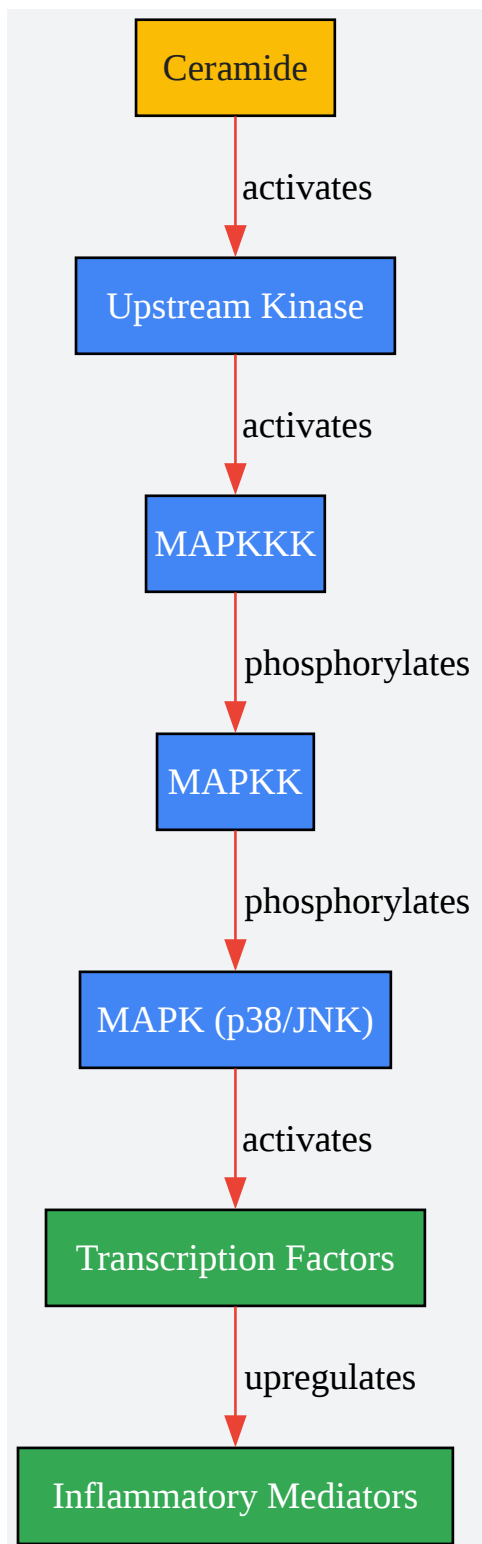 Ceramide
activates
Upstream Kinase
activates
MAPKKK
phosphorylates
MAPKK
phosphorylates
MAPK (p38/JNK)
activates
Transcription Factors
upregulates
Inflammatory Mediators